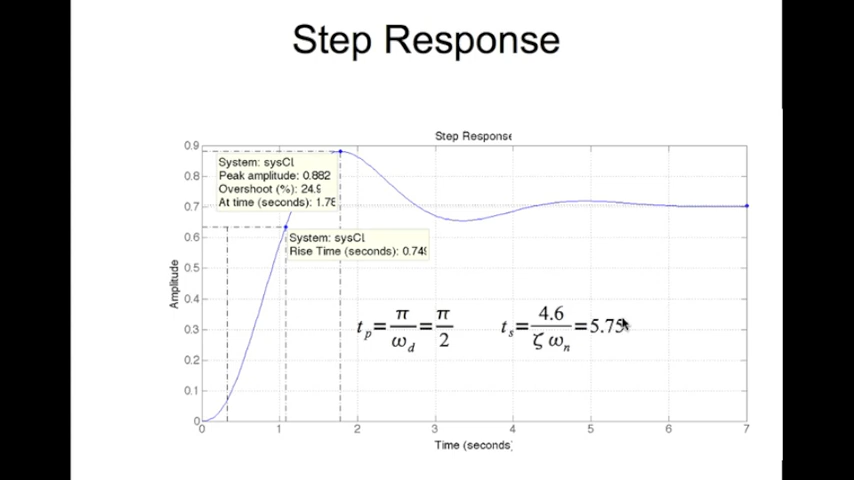 Step Response
Step Response
System: sysCl
Peak amplitude: 0.882
Overshoot (%): 24.9
At time (seconds): 1.78
System: sysCl
Rise Time (seconds): 0.749
t_p = π/ω_d = π/2
t_s = 4.6/(ζ ω_n) = 5.75
Amplitude
0.9
0.8
0.7
0.6
0.5
0.4
0.3
0.2
0.1
0
0 1 2 3 4 5 6 7
Time (seconds)